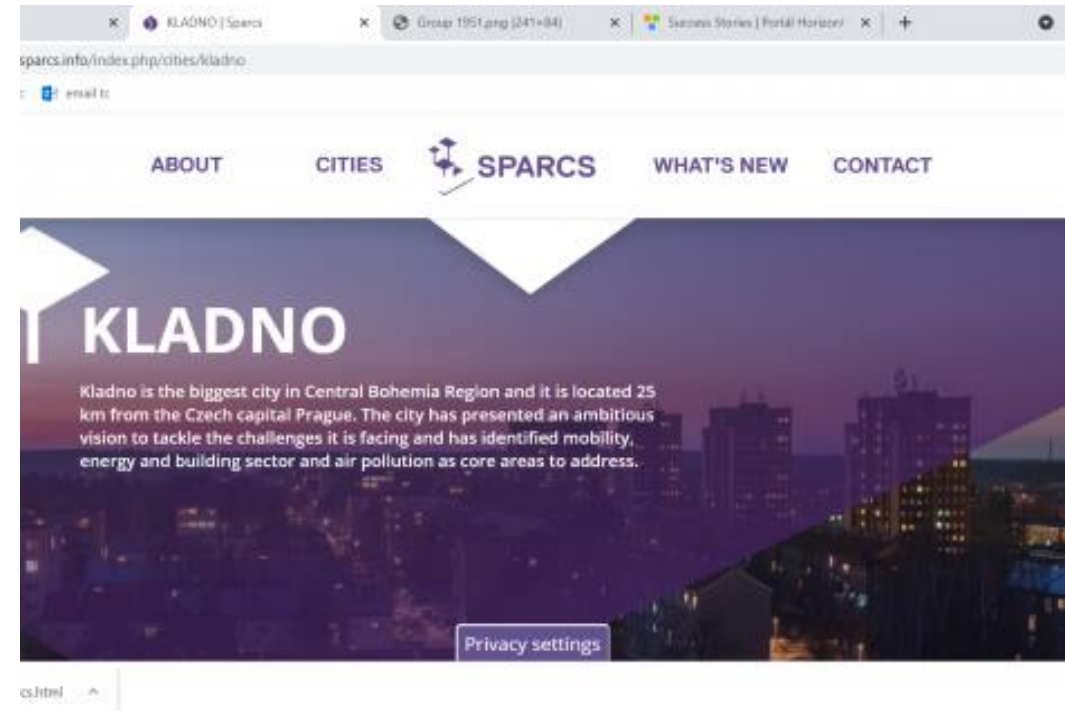 KLADNO | Sparcs
Group 1951.png (241×84)
Success Stories | Portal Horizon
sparcs.info/index.php/cities/kladno
email tc
ABOUT
CITIES
SPARCS
WHAT'S NEW
CONTACT
KLADNO
Kladno is the biggest city in Central Bohemia Region and it is located 25
km from the Czech capital Prague. The city has presented an ambitious
vision to tackle the challenges it is facing and has identified mobility,
energy and building sector and air pollution as core areas to address.
Privacy settings
cs.html